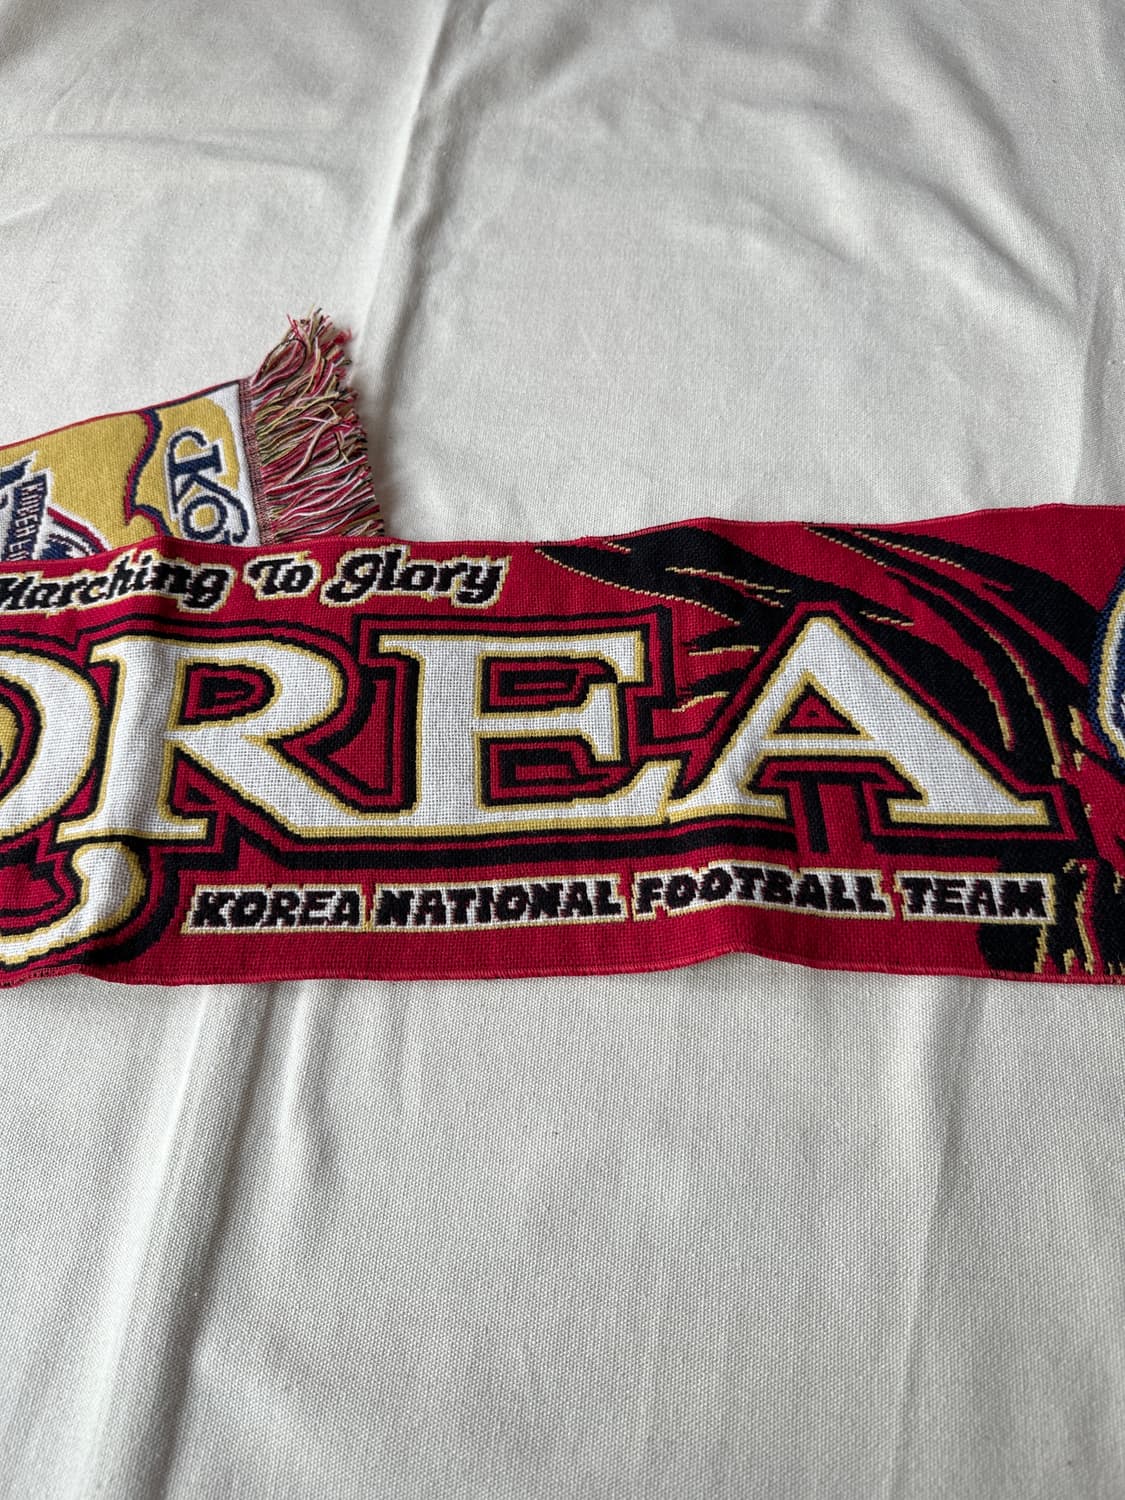 Marching To Glory
OREA
KOREA NATIONAL FOOTBALL TEAM